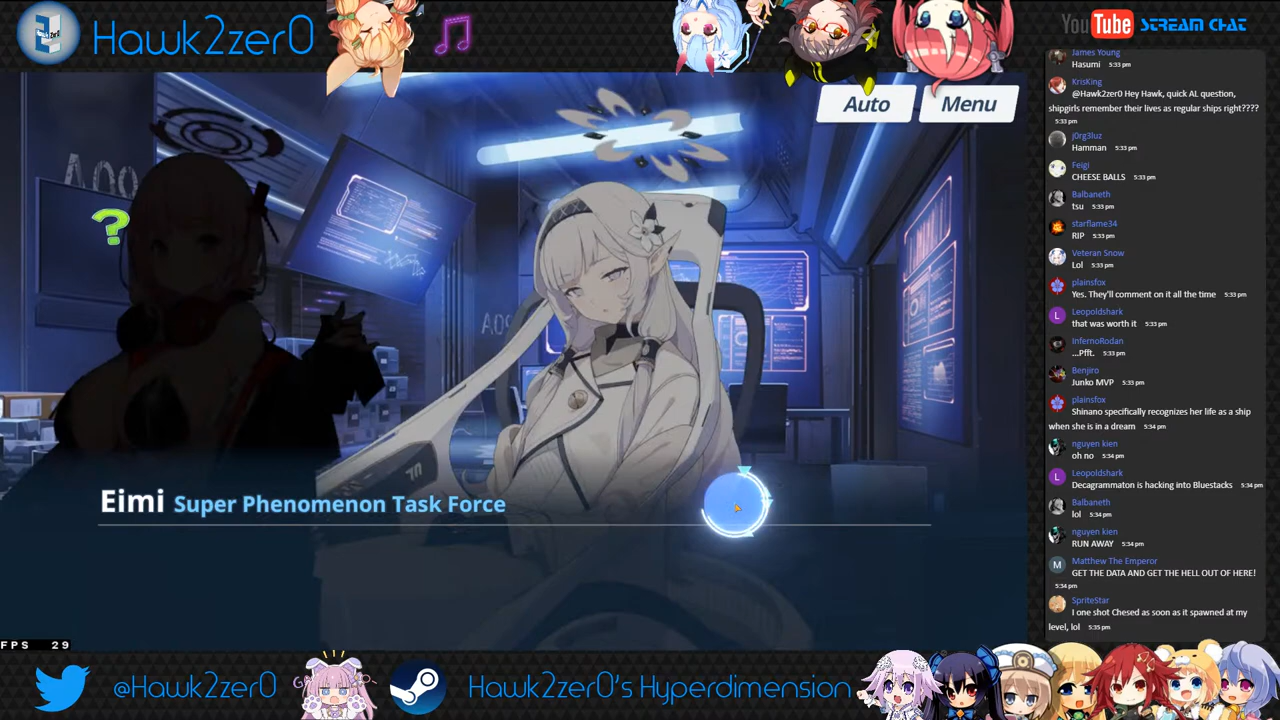 Hawk2zer0
YouTube STREAM CHAT
Auto
Menu
James Young
Hasumi 5:33 pm
KrisKing
@Hawk2zer0 Hey Hawk, quick AL question,
shipgirls remember their lives as regular ships right????
5:33 pm
j0rg3luz
Hamman 5:33 pm
Feigi
CHEESE BALLS 5:33 pm
Balbaneth
tsu 5:33 pm
starflame34
RIP 5:33 pm
Veteran Snow
Lol 5:33 pm
plainsfox
Yes. They'll comment on it all the time 5:33 pm
L
Leopoldshark
that was worth it 5:33 pm
InfernoRodan
...Pfft. 5:33 pm
Benjiro
Junko MVP 5:33 pm
plainsfox
Shinano specifically recognizes her life as a ship
when she is in a dream 5:34 pm
nguyen kien
oh no 5:34 pm
L
Leopoldshark
Decagrammaton is hacking into Bluestacks 5:34 pm
Balbaneth
lol 5:34 pm
nguyen kien
RUN AWAY 5:34 pm
M
Matthew The Emperor
GET THE DATA AND GET THE HELL OUT OF HERE!
5:34 pm
SpriteStar
I one shot Chesed as soon as it spawned at my
level, lol 5:35 pm
?
Eimi Super Phenomenon Task Force
FPS 29
@Hawk2zer0
Hawk2zer0's Hyperdimension